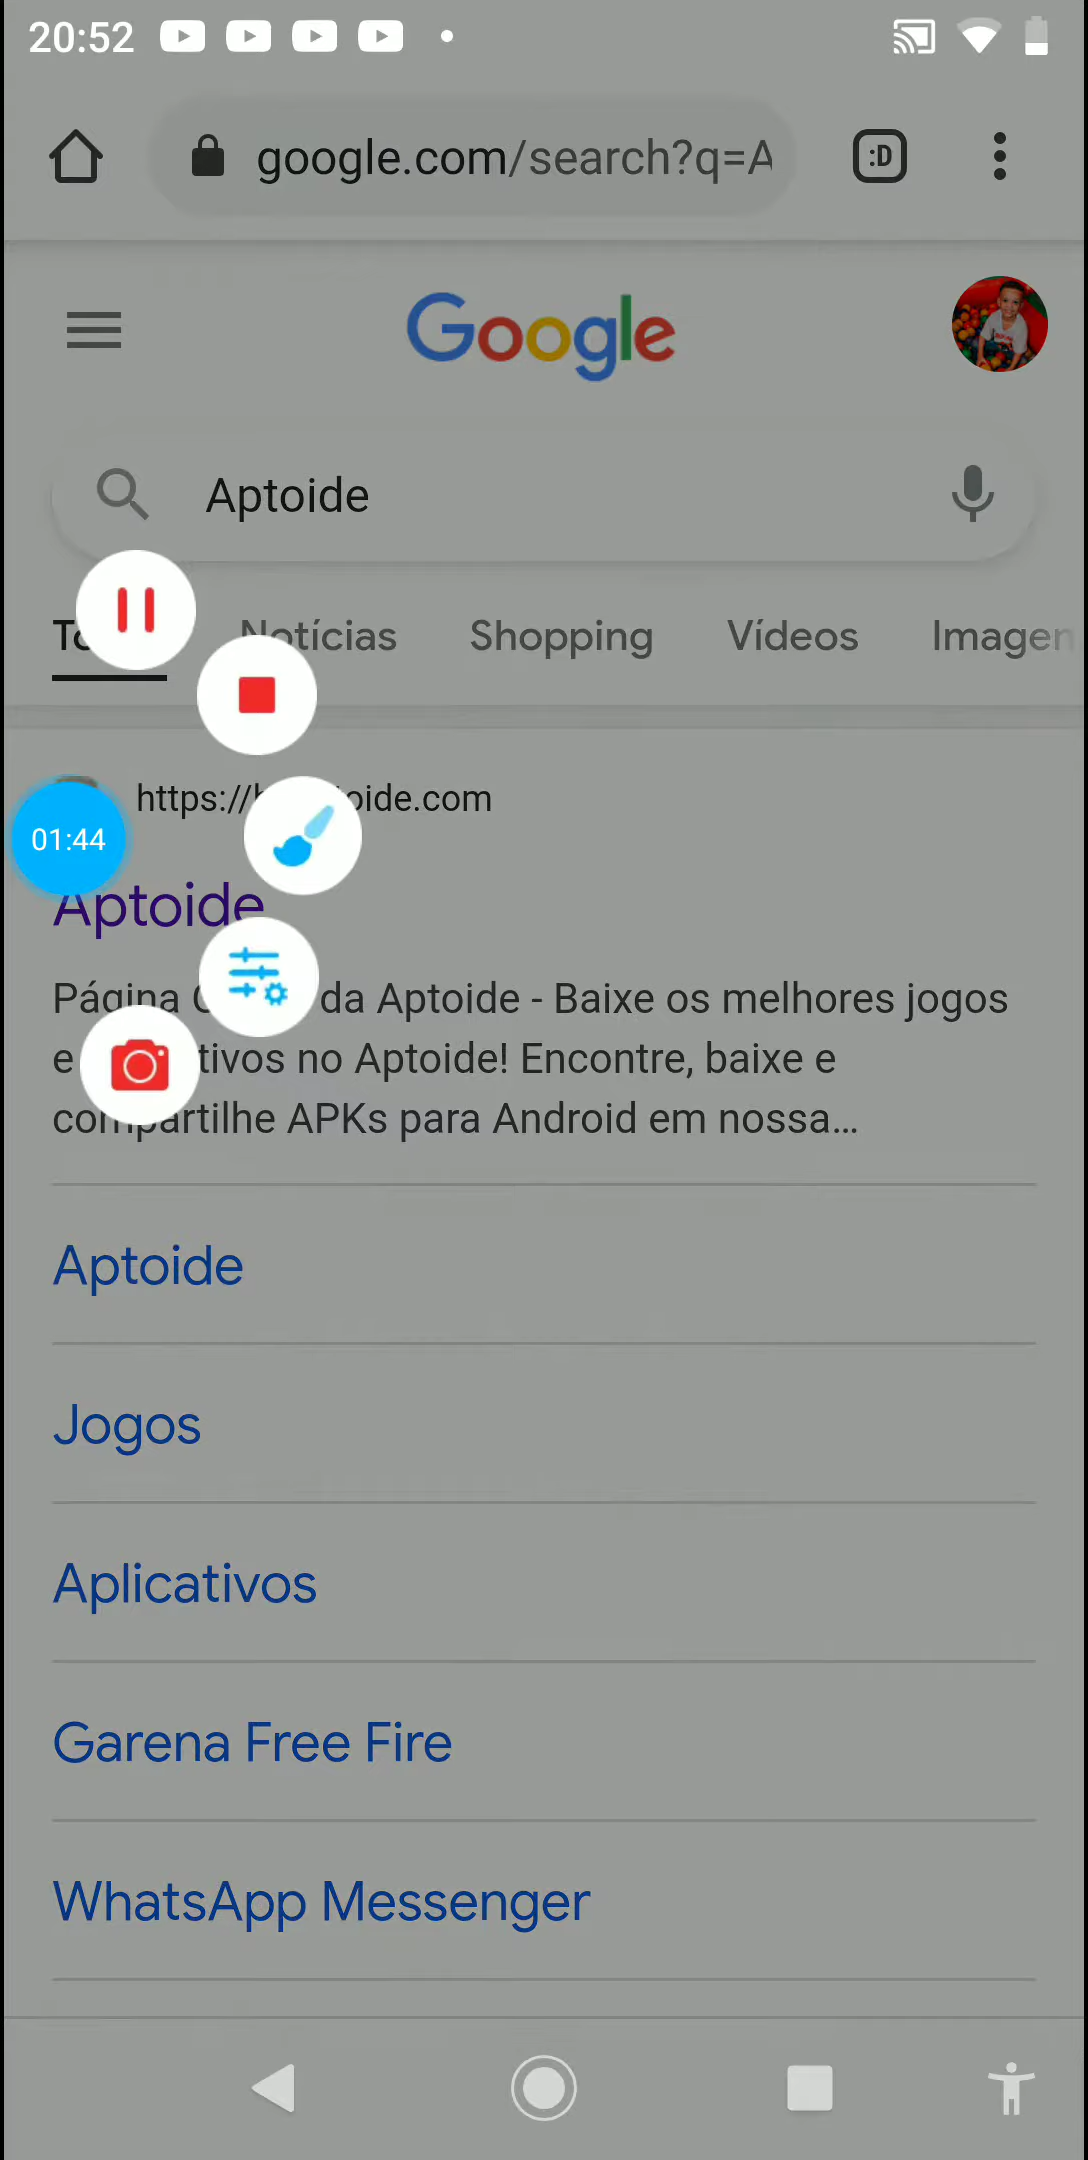 20:52
google.com/search?q=A
:D
Google
Aptoide
Notícias Shopping Vídeos Imagen
https:// oide.com
01:44
Aptoide
Página da Aptoide - Baixe os melhores jogos
e tivos no Aptoide! Encontre, baixe e
compartilhe APKs para Android em nossa...
Aptoide
Jogos
Aplicativos
Garena Free Fire
WhatsApp Messenger